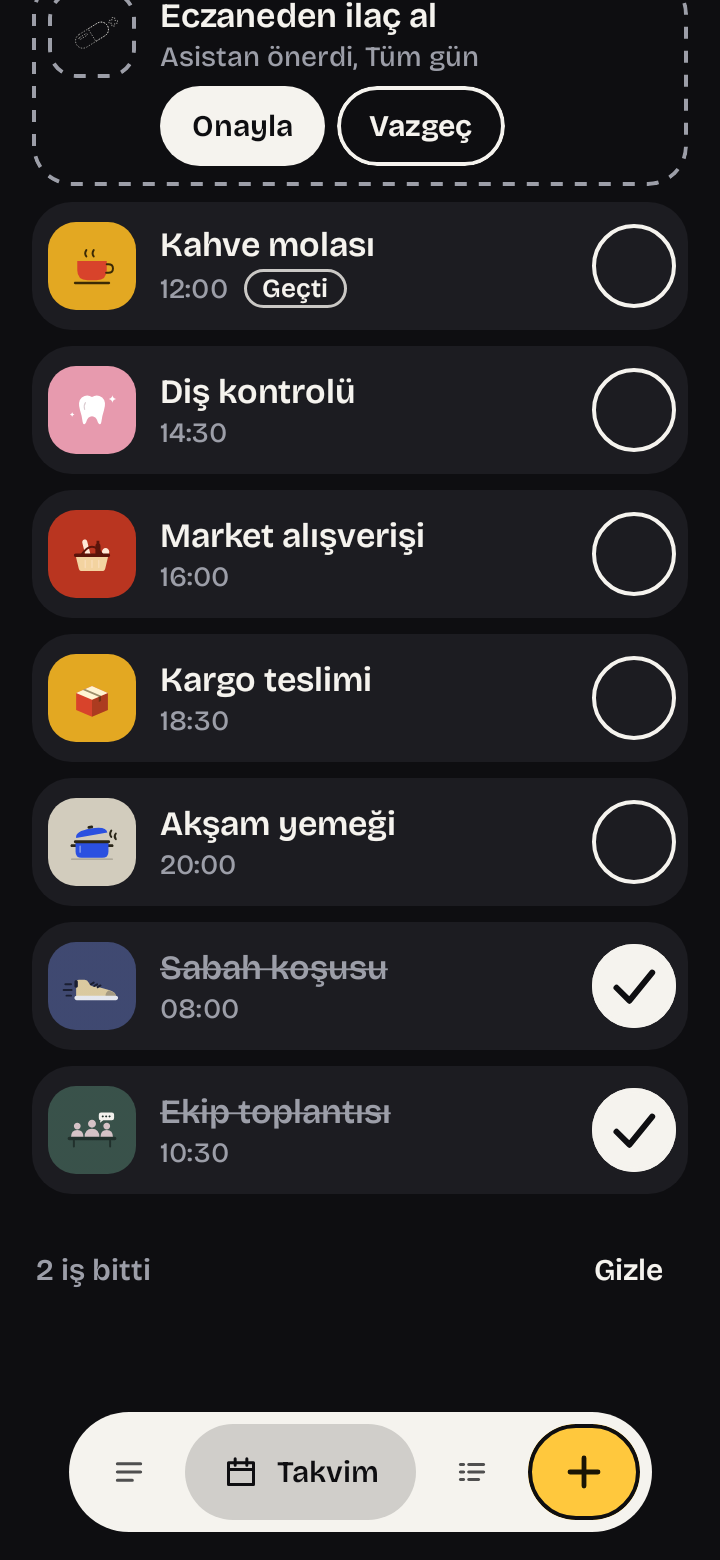 Eczaneden ilaç al
Asistan önerdi, Tüm gün
Onayla
Vazgeç
Kahve molası
12:00
Geçti
Diş kontrolü
14:30
Market alışverişi
16:00
Kargo teslimi
18:30
Akşam yemeği
20:00
Sabah koşusu
08:00
Ekip toplantısı
10:30
2 iş bitti
Gizle
Takvim